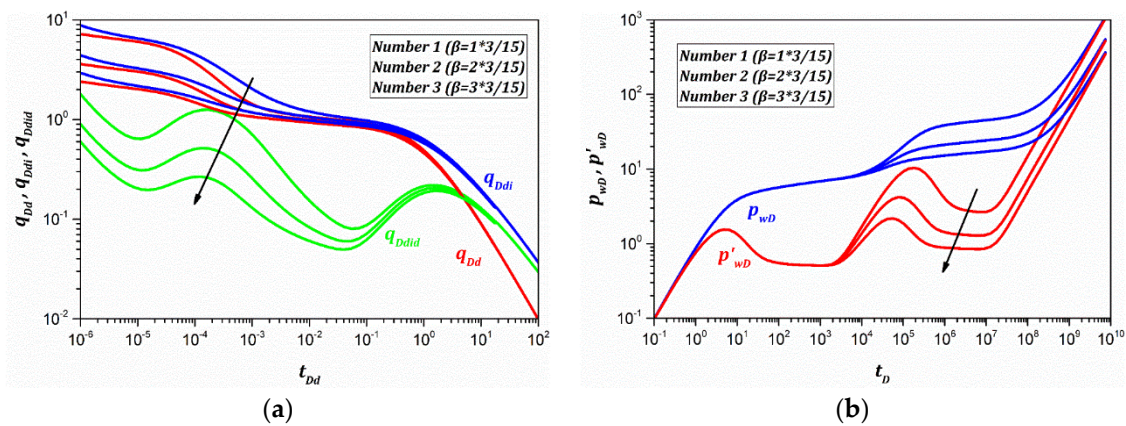 q_Dd, q_Ddi, q_Ddid
10^1
10^0
10^-1
10^-2
Number 1 (β=1*3/15)
Number 2 (β=2*3/15)
Number 3 (β=3*3/15)
q_Ddi
q_Ddid
q_Dd
10^-6 10^-5 10^-4 10^-3 10^-2 10^-1 10^0 10^1 10^2
t_Dd
(a)
p_wD, p'_wD
10^3
10^2
10^1
10^0
10^-1
Number 1 (β=1*3/15)
Number 2 (β=2*3/15)
Number 3 (β=3*3/15)
p_wD
p'_wD
10^-1 10^0 10^1 10^2 10^3 10^4 10^5 10^6 10^7 10^8 10^9 10^10
t_D
(b)